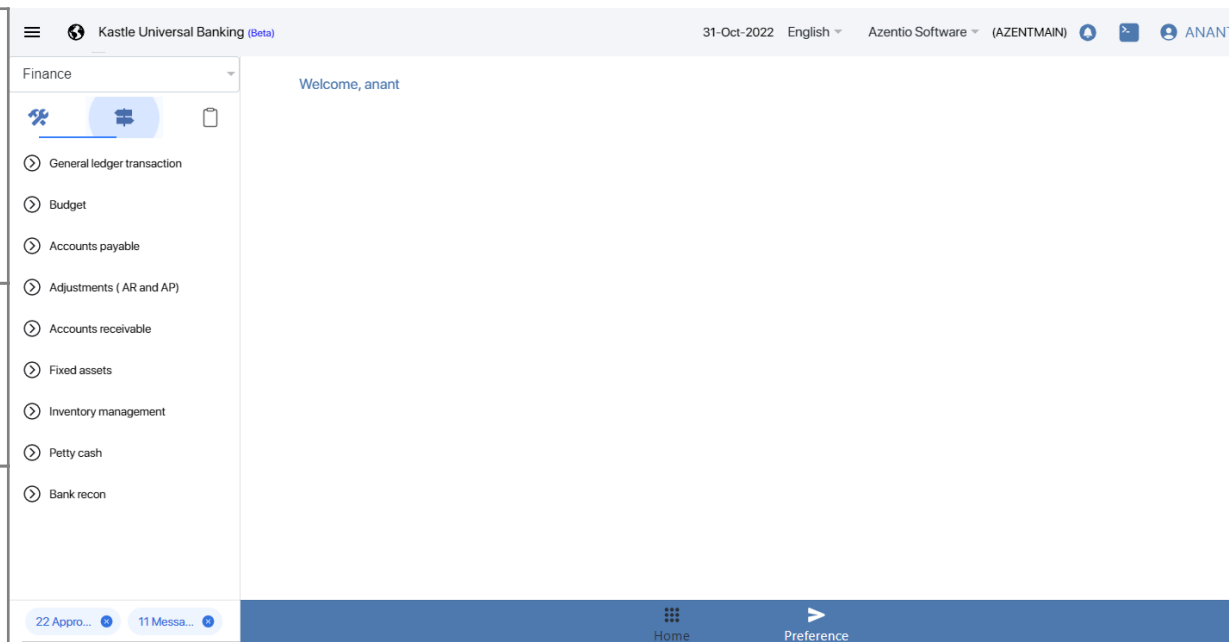 Kastle Universal Banking (Beta)
31-Oct-2022 English Azentio Software (AZENTMAIN) ANANT
Finance
Welcome, anant
General ledger transaction
Budget
Accounts payable
Adjustments ( AR and AP)
Accounts receivable
Fixed assets
Inventory management
Petty cash
Bank recon
22 Appro... 11 Messa...
Home
Preference